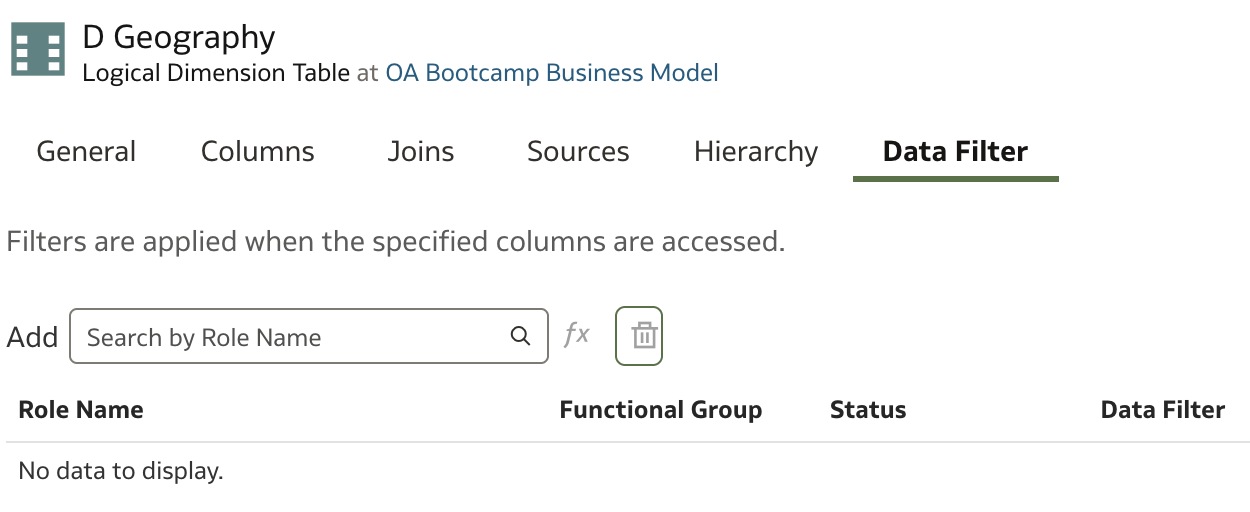 D Geography
Logical Dimension Table at OA Bootcamp Business Model
General Columns Joins Sources Hierarchy Data Filter
Filters are applied when the specified columns are accessed.
Add Search by Role Name fx
Role Name Functional Group Status Data Filter
No data to display.